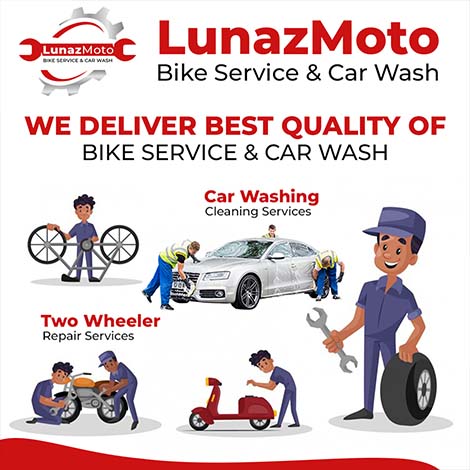 LunazMoto
BIKE SERVICE & CAR WASH
LunazMoto
Bike Service & Car Wash
WE DELIVER BEST QUALITY OF
BIKE SERVICE & CAR WASH
Car Washing
Cleaning Services
Two Wheeler
Repair Services